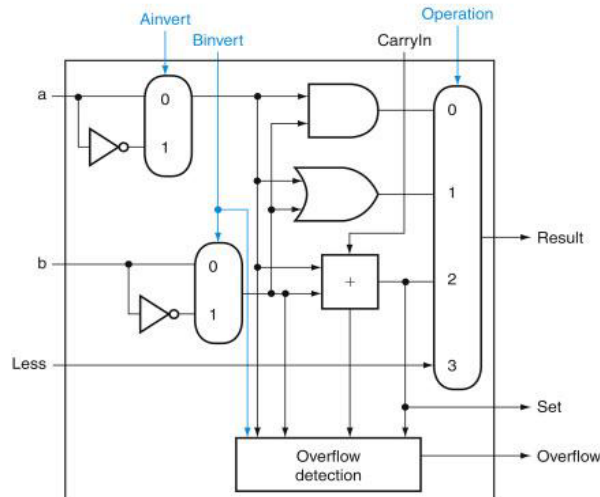 Operation
Ainvert
Binvert
CarryIn
a
0
1
0
1
Result
b
0
1
+
2
Less
3
Set
Overflow detection
Overflow